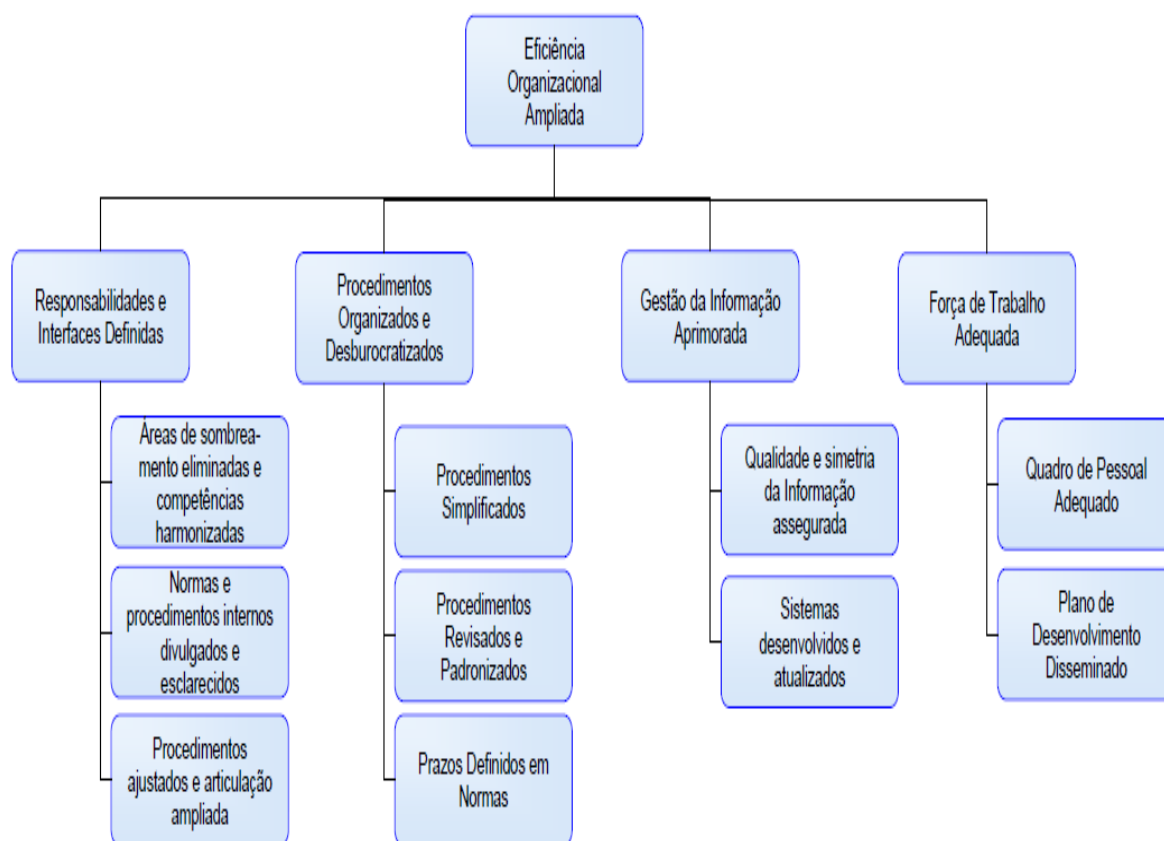 Eficiência
Organizacional
Ampliada
Responsabilidades e
Interfaces Definidas
Procedimentos
Organizados e
Desburocratizados
Gestão da Informação
Aprimorada
Força de Trabalho
Adequada
Áreas de sombrea-
mento eliminadas e
competências
harmonizadas
Normas e
procedimentos internos
divulgados e
esclarecidos
Procedimentos
ajustados e articulação
ampliada
Procedimentos
Simplificados
Procedimentos
Revisados e
Padronizados
Prazos Definidos em
Normas
Qualidade e simetria
da Informação
assegurada
Sistemas
desenvolvidos e
atualizados
Quadro de Pessoal
Adequado
Plano de
Desenvolvimento
Disseminado